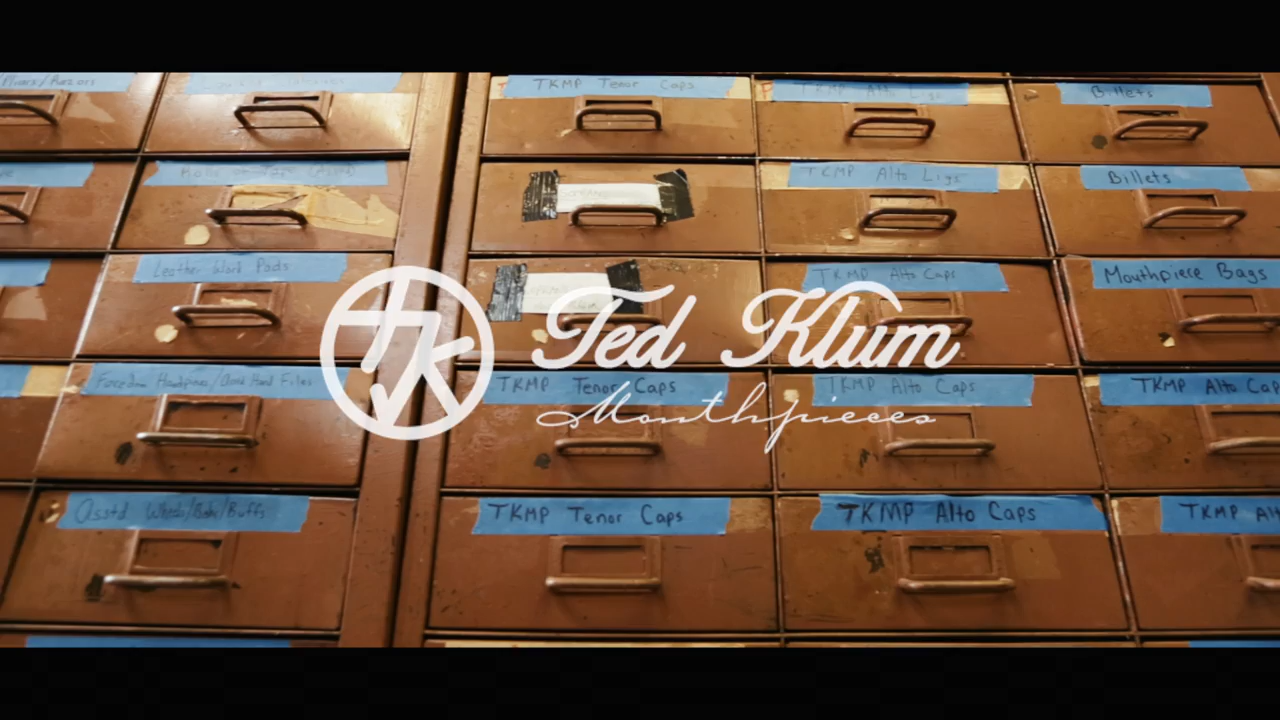 TKMP Tenor Caps
TKMP Alto Ligs
Billets
TKMP Alto Ligs
Billets
Leather Work Pads
TKMP Alto Caps
Mouthpiece Bags
TK
Ted Klum
Mouthpieces
TKMP Tenor Caps
TKMP Alto Caps
TKMP Alto Cap
Asstd Wheels/Bobs/Buffs
TKMP Tenor Caps
TKMP Alto Caps
TKMP Alt